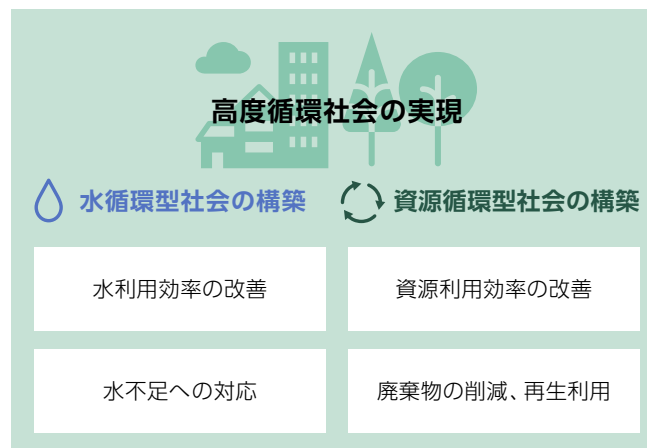 高度循環社会の実現
水循環型社会の構築
資源循環型社会の構築
水利用効率の改善
資源利用効率の改善
水不足への対応
廃棄物の削減、再生利用